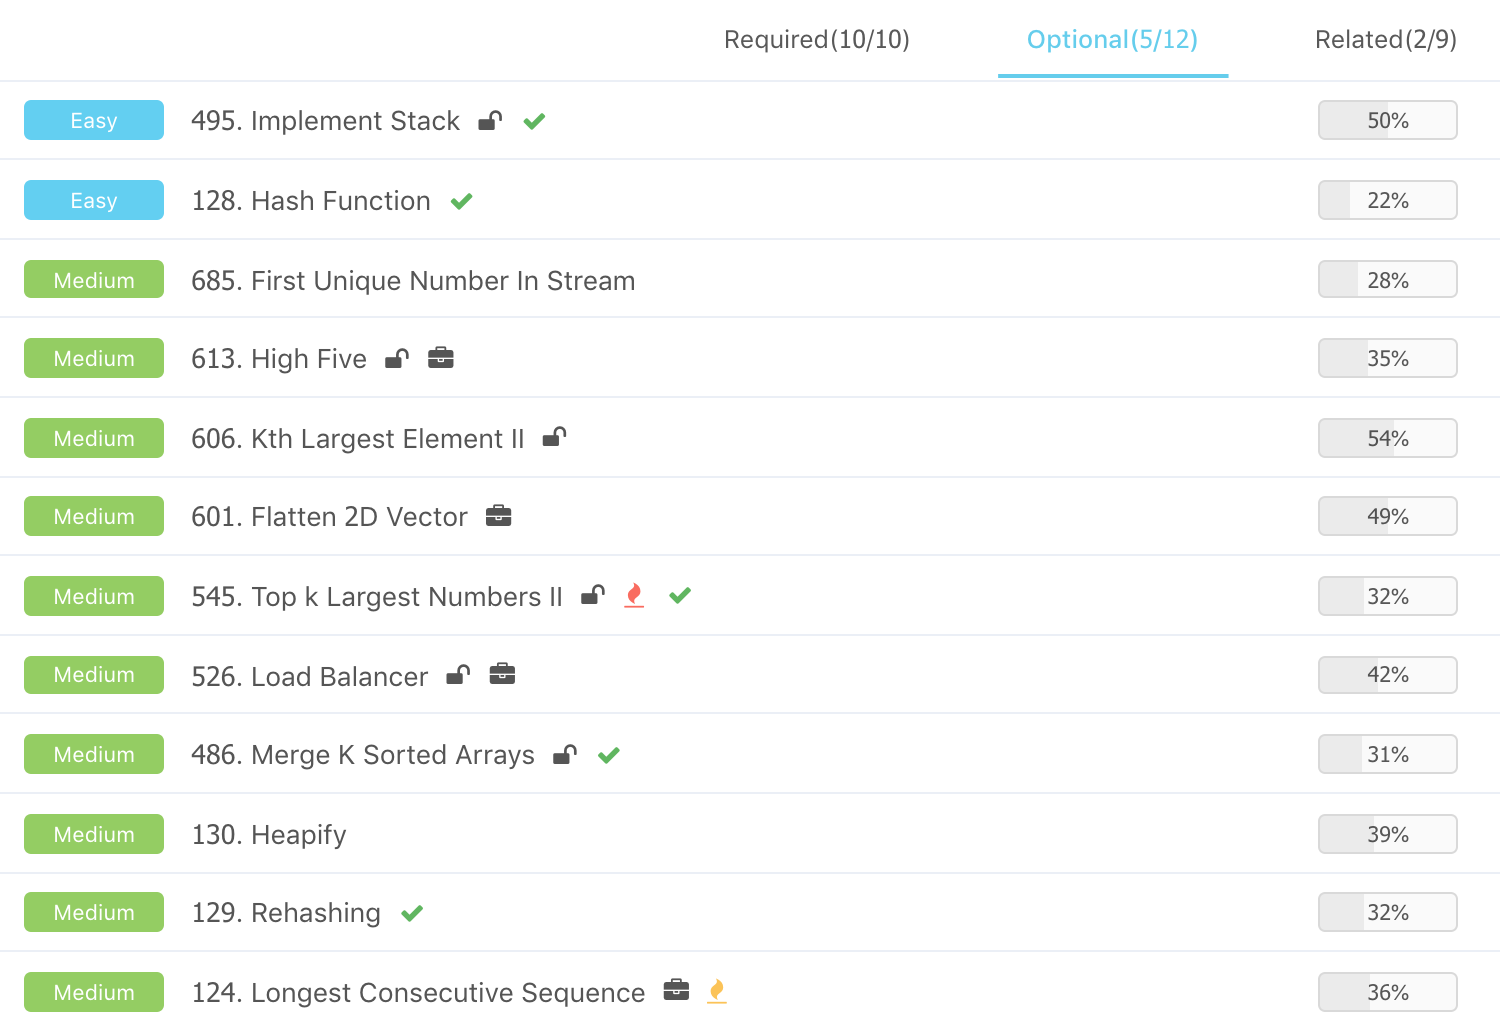 Required(10/10) Optional(5/12) Related(2/9)
Easy 495. Implement Stack 50%
Easy 128. Hash Function 22%
Medium 685. First Unique Number In Stream 28%
Medium 613. High Five 35%
Medium 606. Kth Largest Element II 54%
Medium 601. Flatten 2D Vector 49%
Medium 545. Top k Largest Numbers II 32%
Medium 526. Load Balancer 42%
Medium 486. Merge K Sorted Arrays 31%
Medium 130. Heapify 39%
Medium 129. Rehashing 32%
Medium 124. Longest Consecutive Sequence 36%